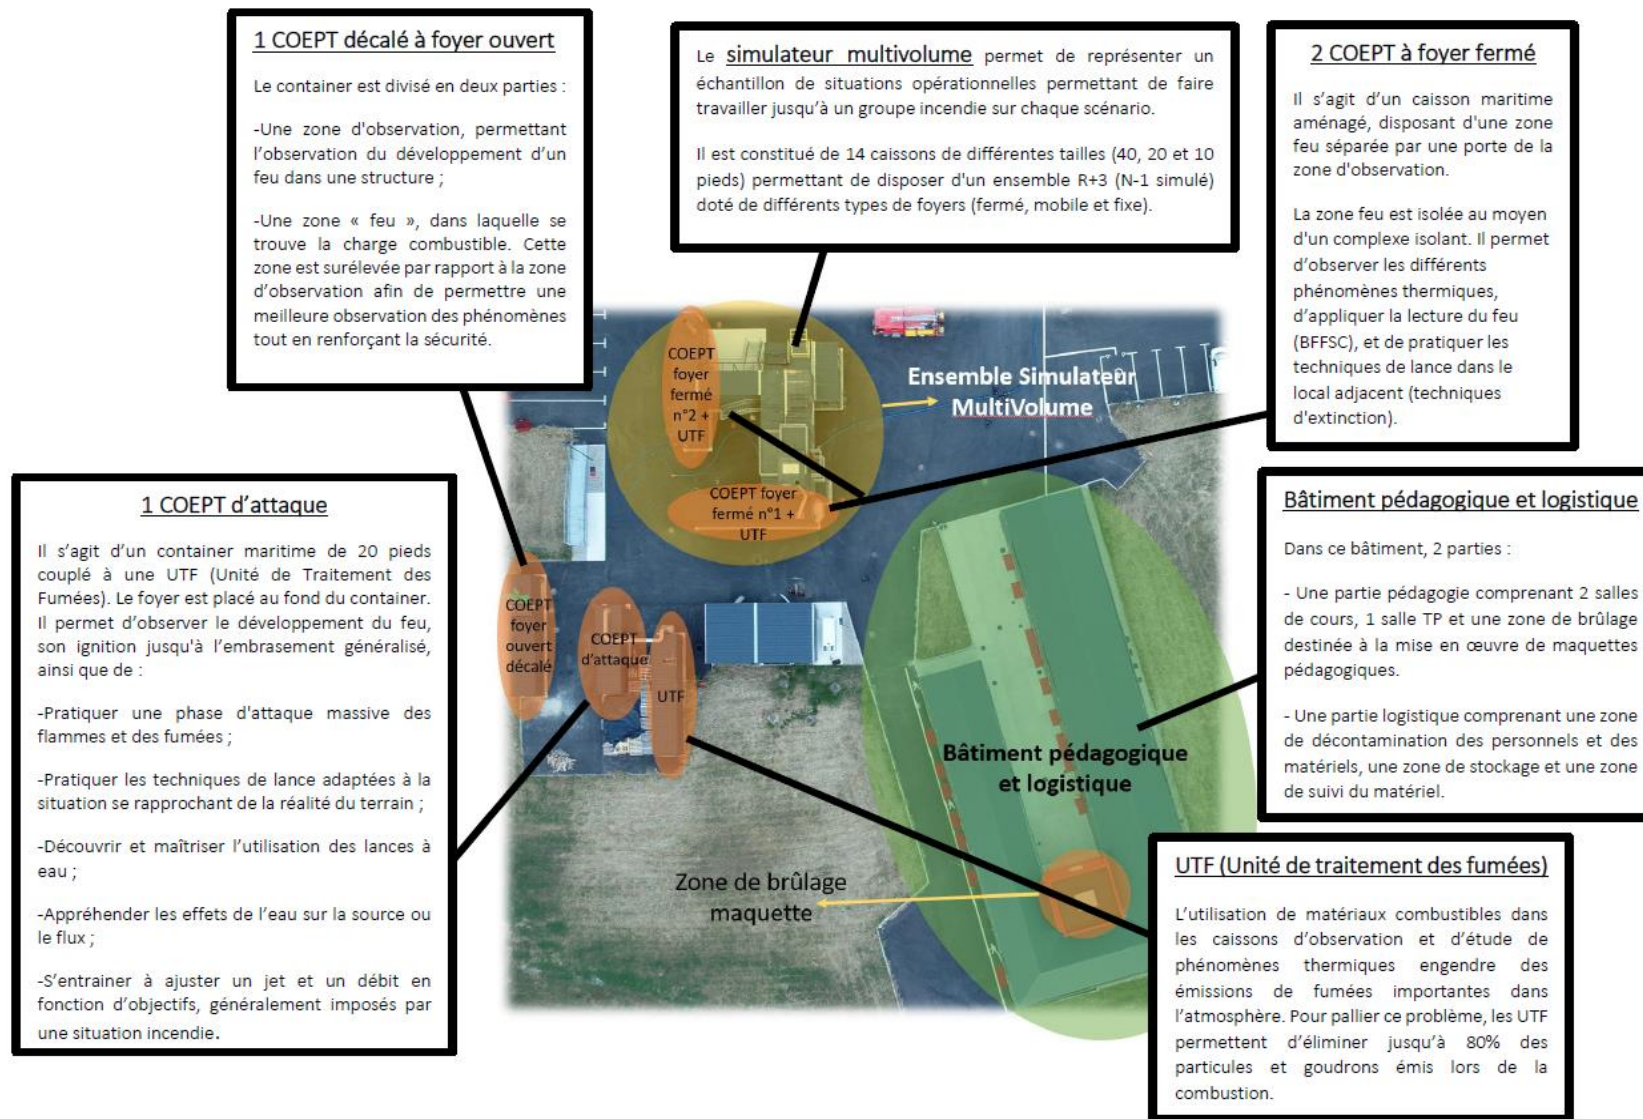 1 COEPT décalé à foyer ouvert
Le container est divisé en deux parties :
-Une zone d'observation, permettant
l'observation du développement d'un
feu dans une structure ;
-Une zone « feu », dans laquelle se
trouve la charge combustible. Cette
zone est surélevée par rapport à la zone
d'observation afin de permettre une
meilleure observation des phénomènes
tout en renforçant la sécurité.
Le simulateur multivolume permet de représenter un
échantillon de situations opérationnelles permettant de faire
travailler jusqu'à un groupe incendie sur chaque scénario.
Il est constitué de 14 caissons de différentes tailles (40, 20 et 10
pieds) permettant de disposer d'un ensemble R+3 (N-1 simulé)
doté de différents types de foyers (fermé, mobile et fixe).
2 COEPT à foyer fermé
Il s'agit d'un caisson maritime
aménagé, disposant d'une zone
feu séparée par une porte de la
zone d'observation.
La zone feu est isolée au moyen
d'un complexe isolant. Il permet
d'observer les différents
phénomènes thermiques,
d'appliquer la lecture du feu
(BFFSC), et de pratiquer les
techniques de lance dans le
local adjacent (techniques
d'extinction).
COEPT
foyer
fermé
n°2 +
UTF
Ensemble Simulateur
MultiVolume
COEPT foyer
fermé n°1 +
UTF
1 COEPT d'attaque
Il s'agit d'un container maritime de 20 pieds
couplé à une UTF (Unité de Traitement des
Fumées). Le foyer est placé au fond du container.
Il permet d'observer le développement du feu,
son ignition jusqu'à l'embrasement généralisé,
ainsi que de :
-Pratiquer une phase d'attaque massive des
flammes et des fumées ;
-Pratiquer les techniques de lance adaptées à la
situation se rapprochant de la réalité du terrain ;
-Découvrir et maîtriser l'utilisation des lances à
eau ;
-Appréhender les effets de l'eau sur la source ou
le flux ;
-S'entrainer à ajuster un jet et un débit en
fonction d'objectifs, généralement imposés par
une situation incendie.
COEPT
foyer
ouvert
décalé
COEPT
d'attaque
UTF
Bâtiment pédagogique
et logistique
Zone de brûlage
maquette
Bâtiment pédagogique et logistique
Dans ce bâtiment, 2 parties :
- Une partie pédagogie comprenant 2 salles
de cours, 1 salle TP et une zone de brûlage
destinée à la mise en œuvre de maquettes
pédagogiques.
- Une partie logistique comprenant une zone
de décontamination des personnels et des
matériels, une zone de stockage et une zone
de suivi du matériel.
UTF (Unité de traitement des fumées)
L'utilisation de matériaux combustibles dans
les caissons d'observation et d'étude de
phénomènes thermiques engendre des
émissions de fumées importantes dans
l'atmosphère. Pour pallier ce problème, les UTF
permettent d'éliminer jusqu'à 80% des
particules et goudrons émis lors de la
combustion.